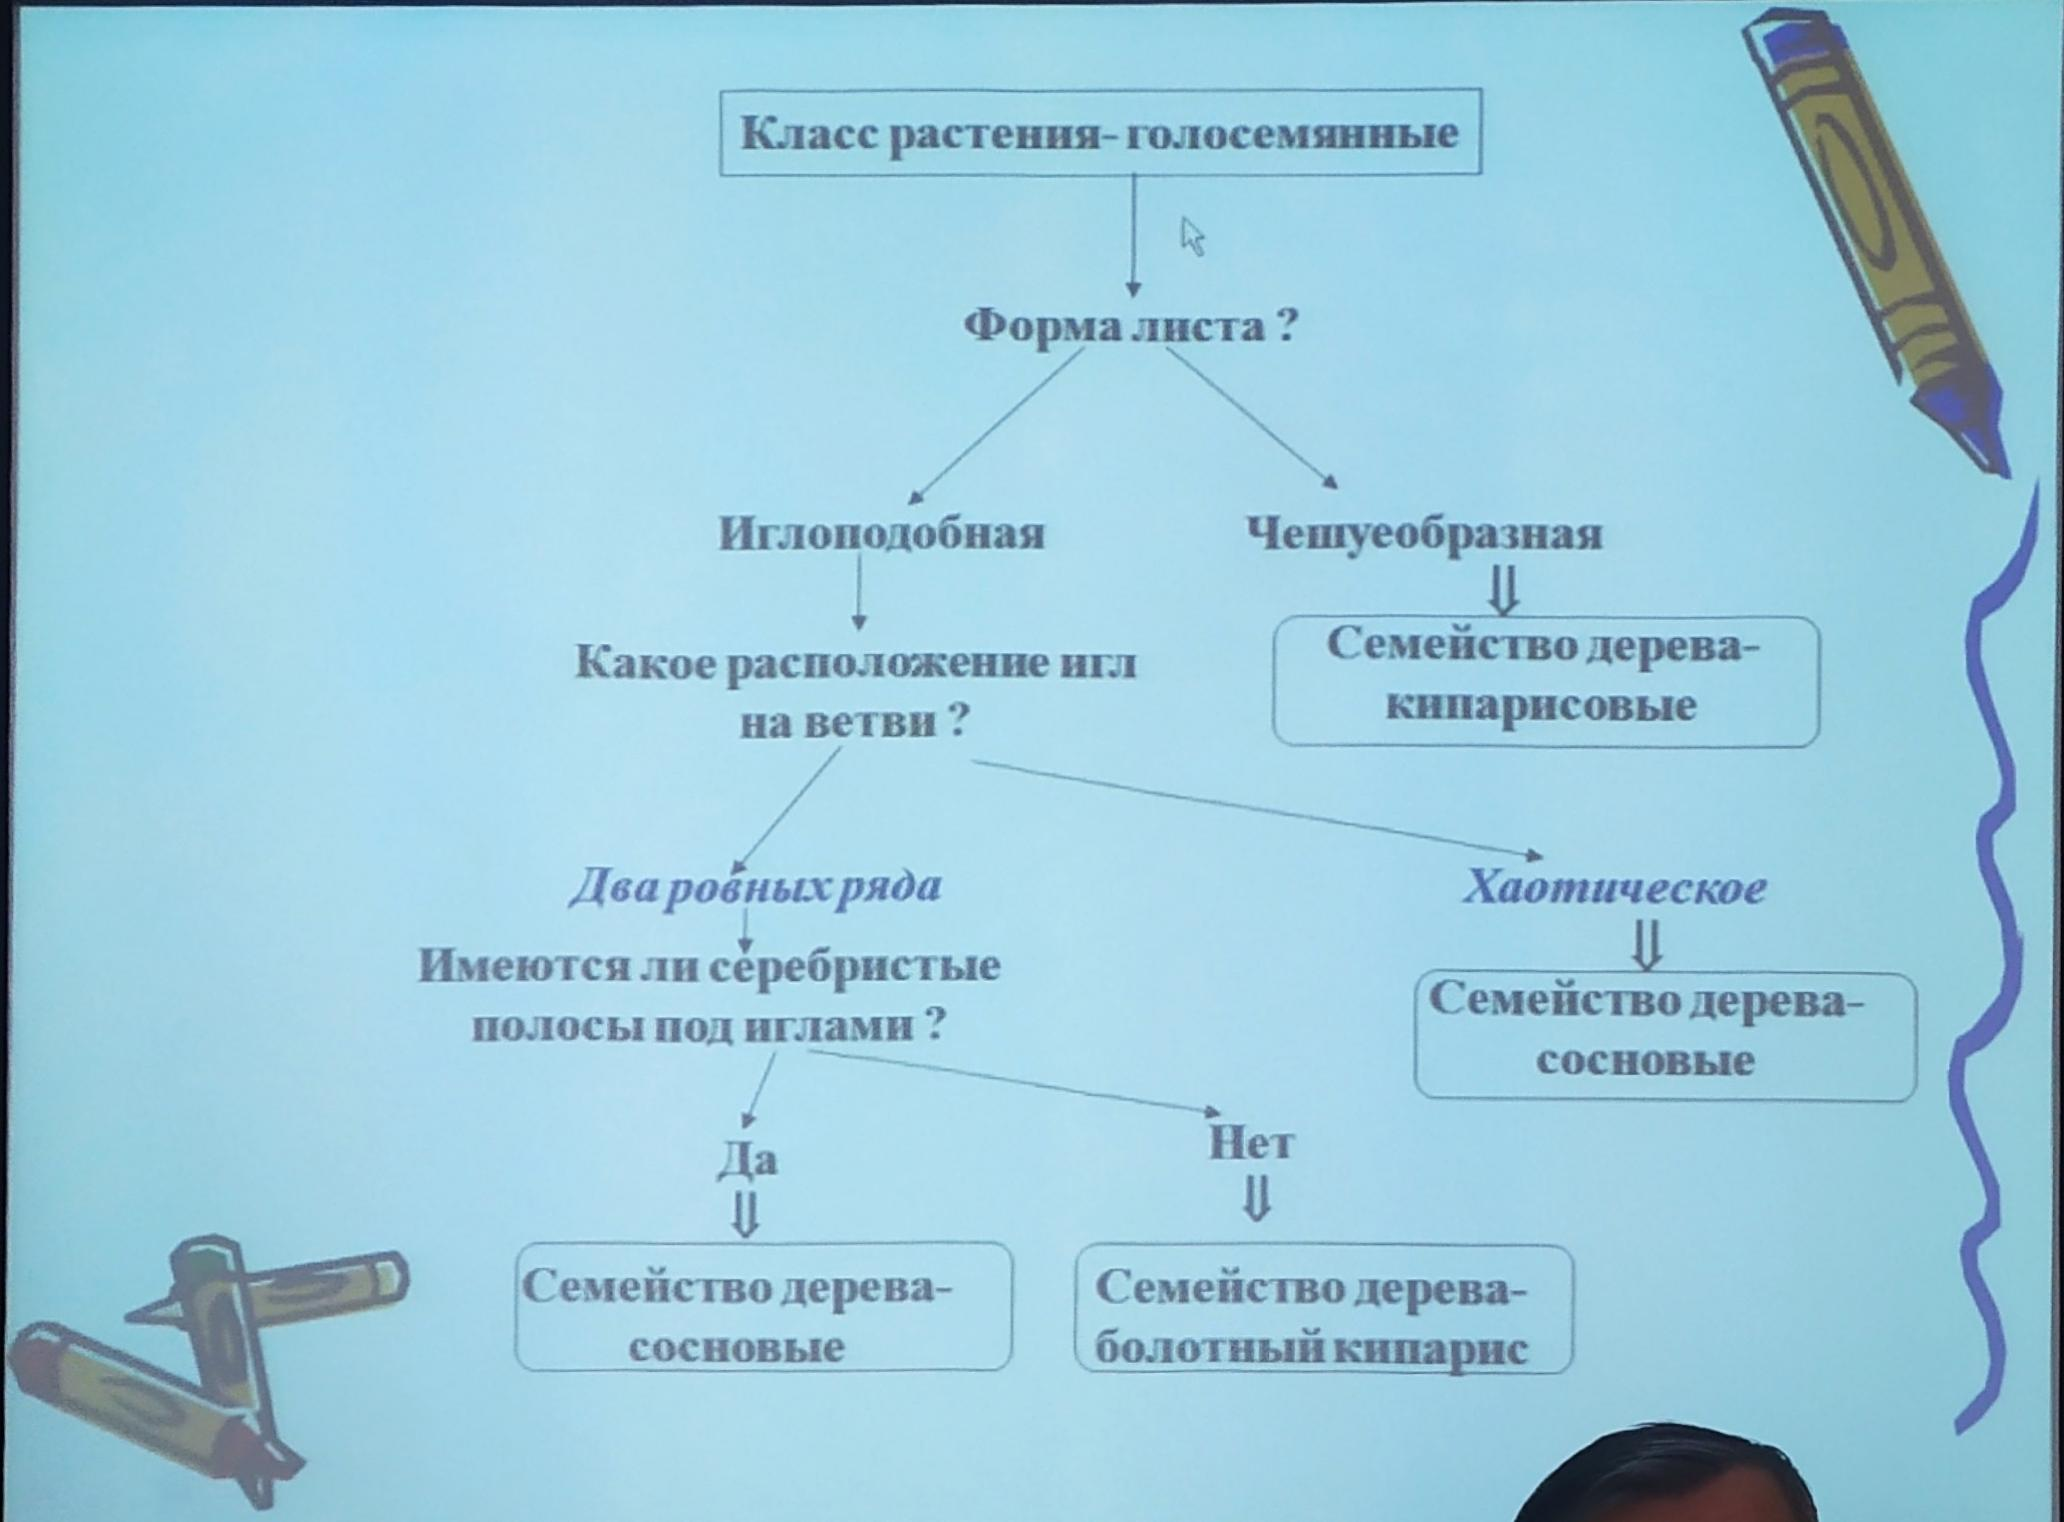 Класс растения- голосемянные
Форма листа ?
Иглоподобная
Чешуеобразная
Какое расположение игл
на ветви ?
Семейство дерева-
кипарисовые
Два ровных ряда
Хаотическое
Имеются ли серебристые
полосы под иглами ?
Семейство дерева-
сосновые
Да
Нет
Семейство дерева-
сосновые
Семейство дерева-
болотный кипарис